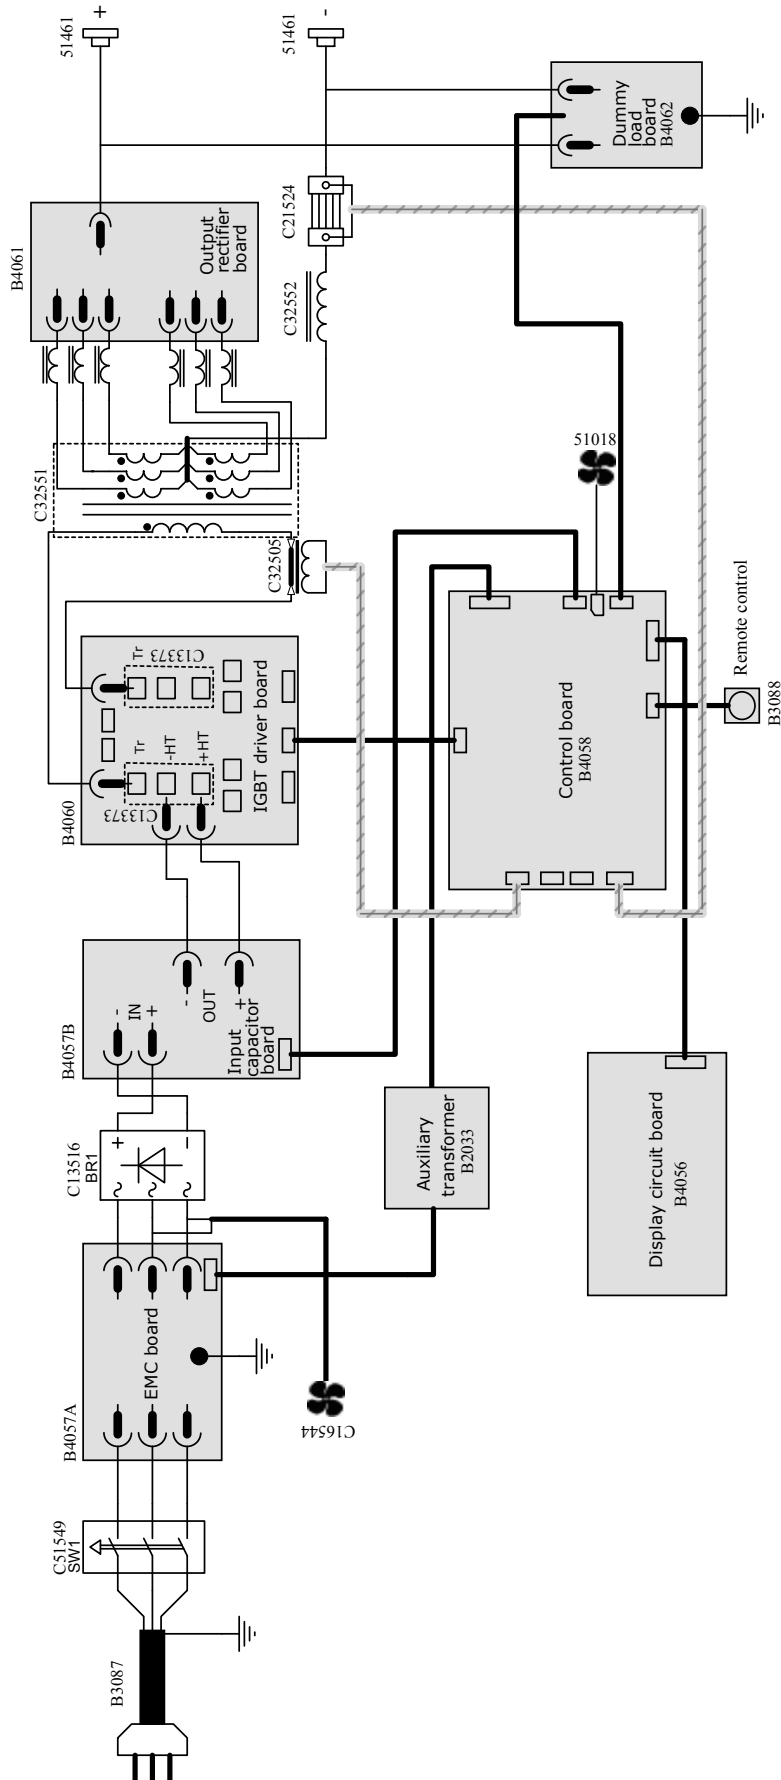 51461
+
51461
-
Dummy
load
board
B4062
B4061
Output
rectifier
board
C21524
C32552
C32551
51018
C32505
B4060
Tr
C13373
Tr
-HT
+HT
C13373
IGBT driver board
Control board
B4058
Remote control
B3088
B4057B
-
IN
+
-
OUT
+
Input
capacitor
board
C13516
BR1
+
-
Auxiliary
transformer
B2033
Display circuit board
B4056
B4057A
EMC board
C16544
C51549
SW1
B3087